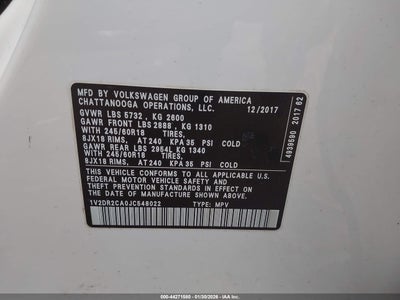 MFD BY VOLKSWAGEN GROUP OF AMERICA
CHATTANOOGA OPERATIONS, LLC. 12/2017
GVWR LBS 5732 , KG 2600
GAWR FRONT LBS 2888 , KG 1310
WITH 245/60R18 TIRES,
8JX18 RIMS, AT 240 KPA 35 PSI COLD
GAWR REAR LBS 2954L KG 1340
WITH 245/60R18 TIRES,
8JX18 RIMS, AT 240 KPA 35 PSI COLD
THIS VEHICLE CONFORMS TO ALL APPLICABLE U.S.
FEDERAL MOTOR VEHICLE SAFETY AND THEFT
PREVENTION STANDARDS IN EFFECT ON THE
DATE OF MANUFACTURE SHOWN ABOVE.
1V2DR2CA0JC548022 TYPE: MPV
4939590 2017 62
000-44271580 - 01/30/2026 -